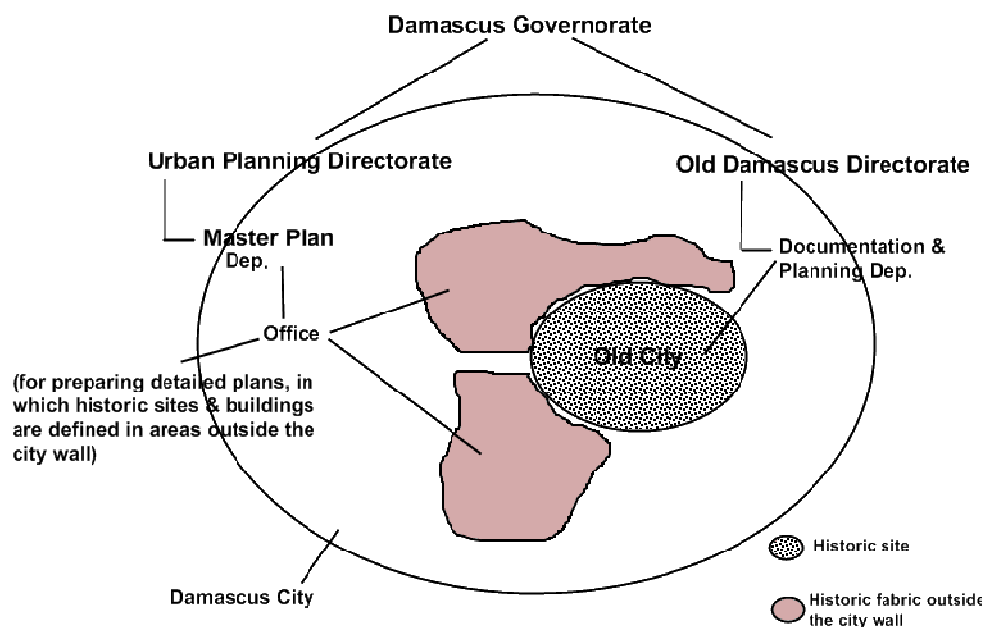 Damascus Governorate
Urban Planning Directorate
Old Damascus Directorate
Master Plan
Dep.
Documentation &
Planning Dep.
Office
Old City
(for preparing detailed plans, in
which historic sites & buildings
are defined in areas outside the
city wall)
Damascus City
Historic site
Historic fabric outside
the city wall